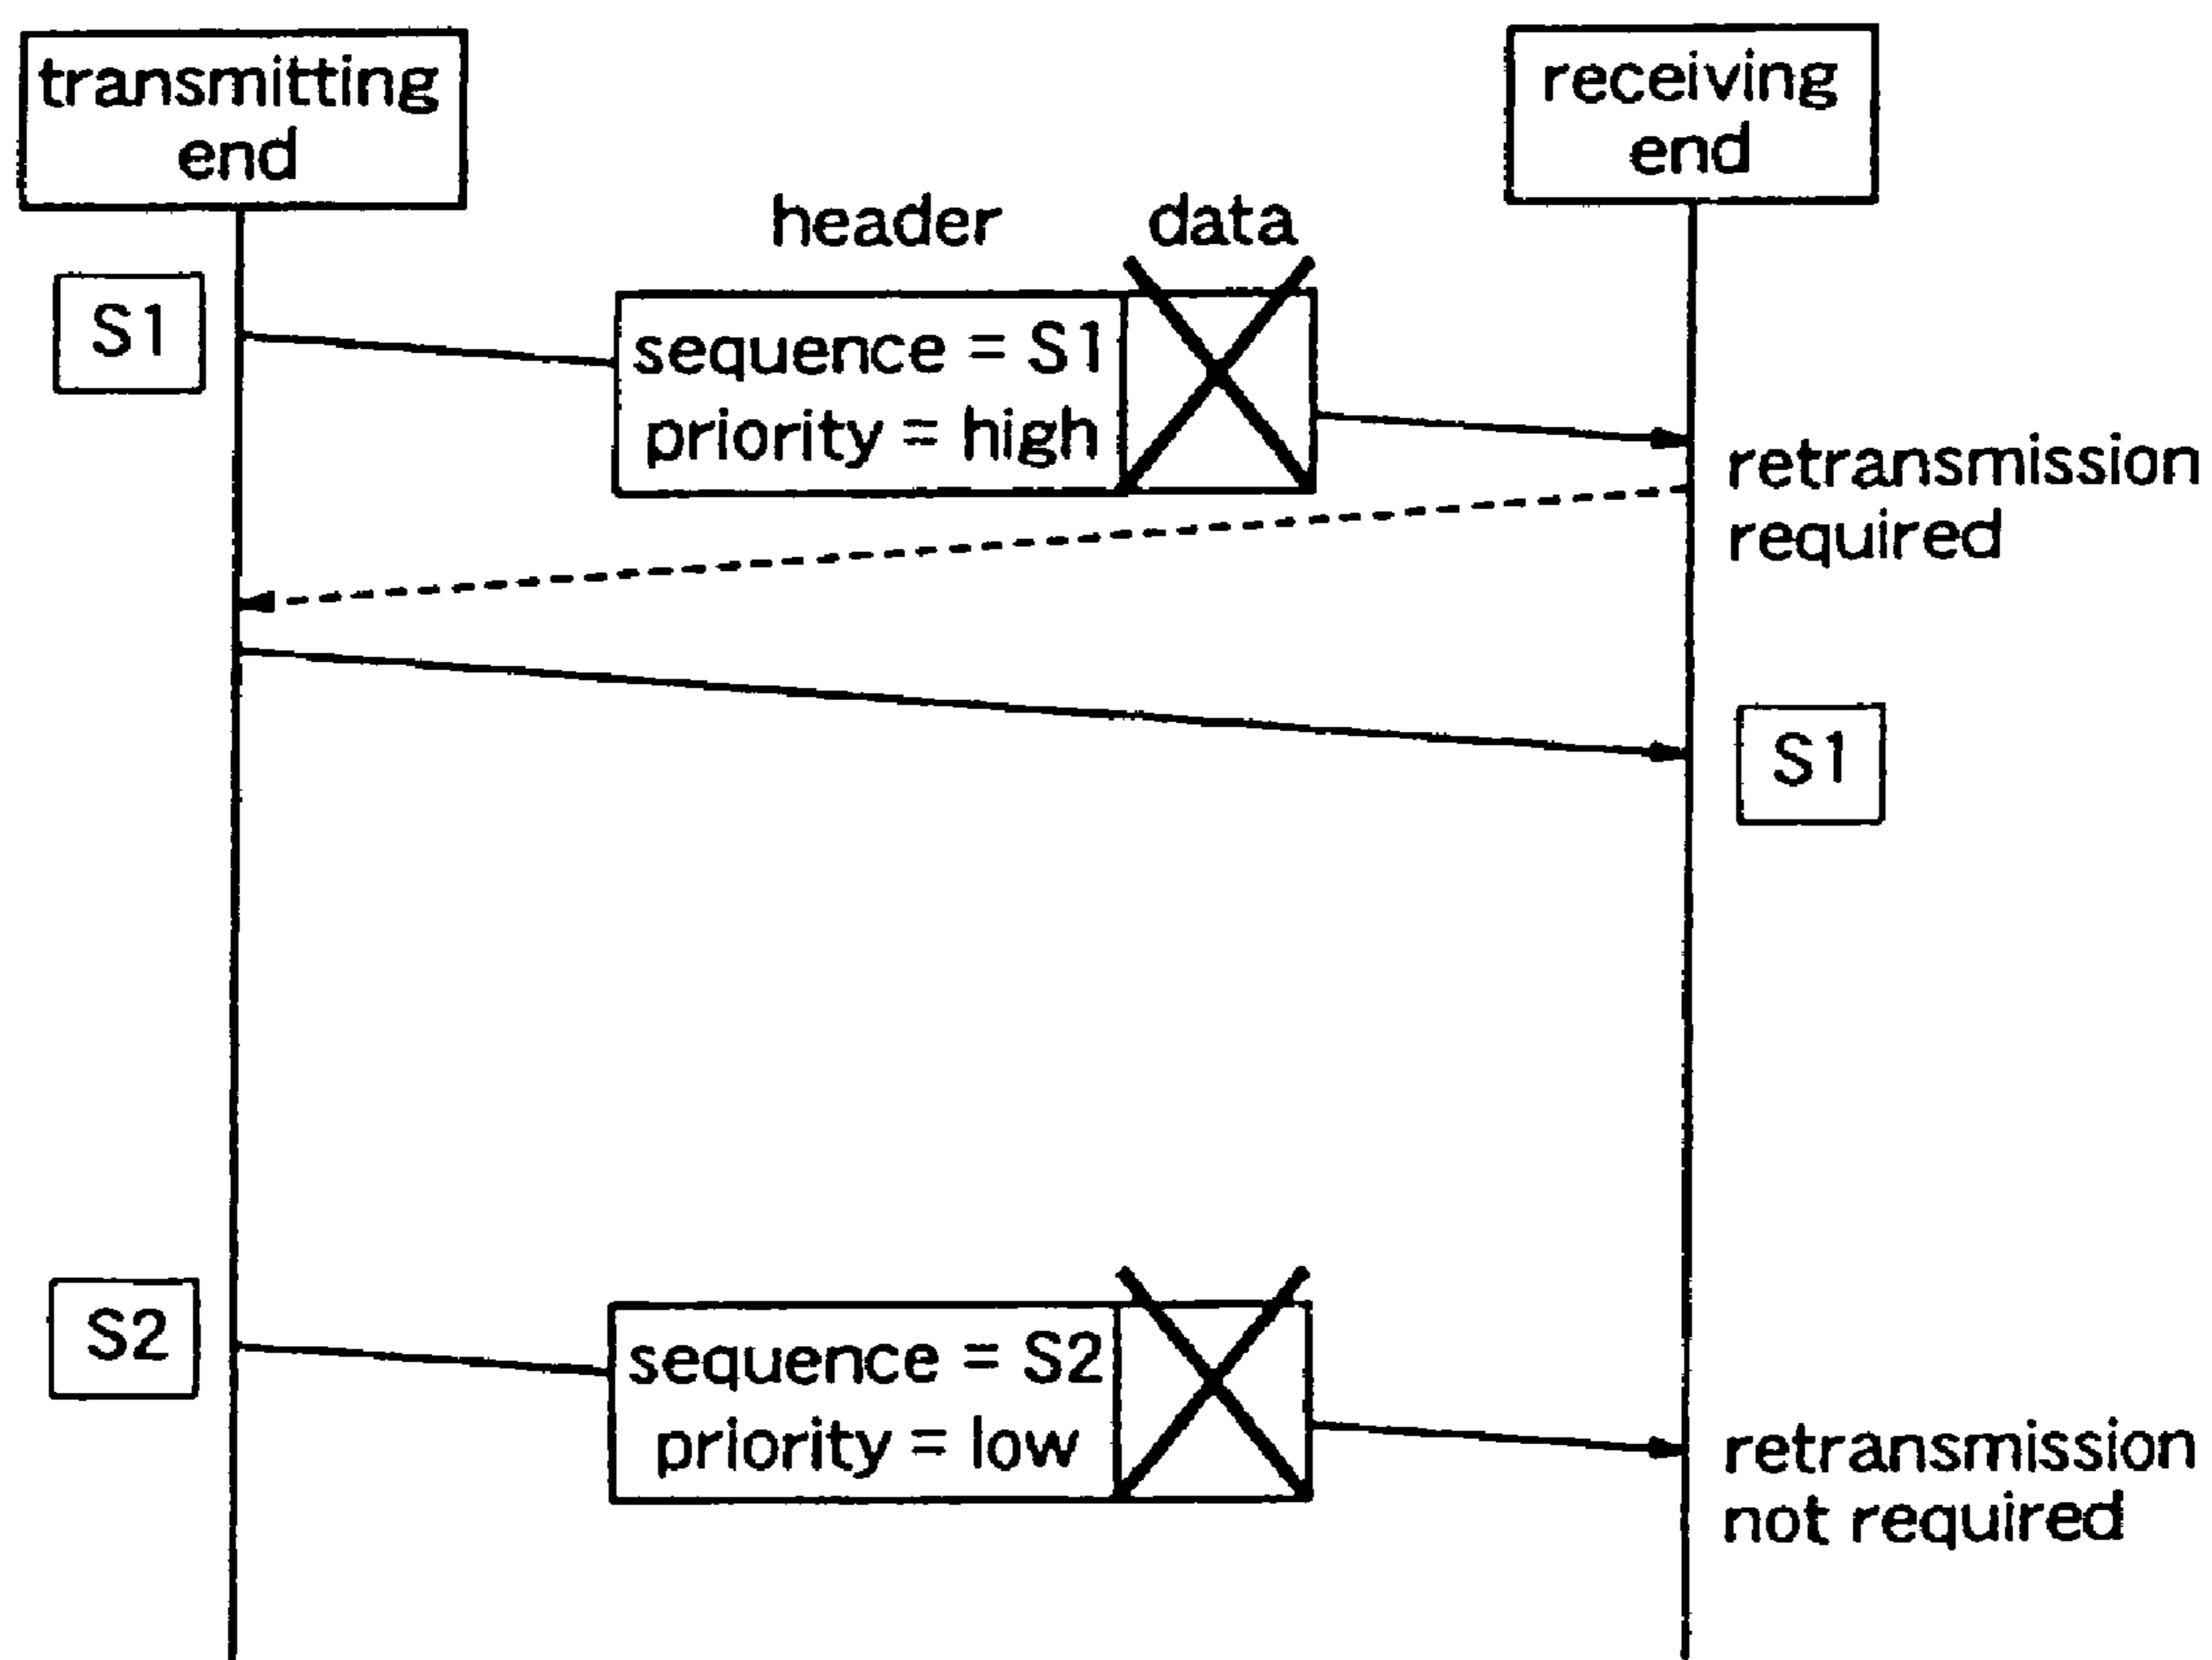 transmitting
end
receiving
end
header
data
S1
sequence = S1
priority = high
retransmission
required
S1
S2
sequence = S2
priority = low
retransmission
not required